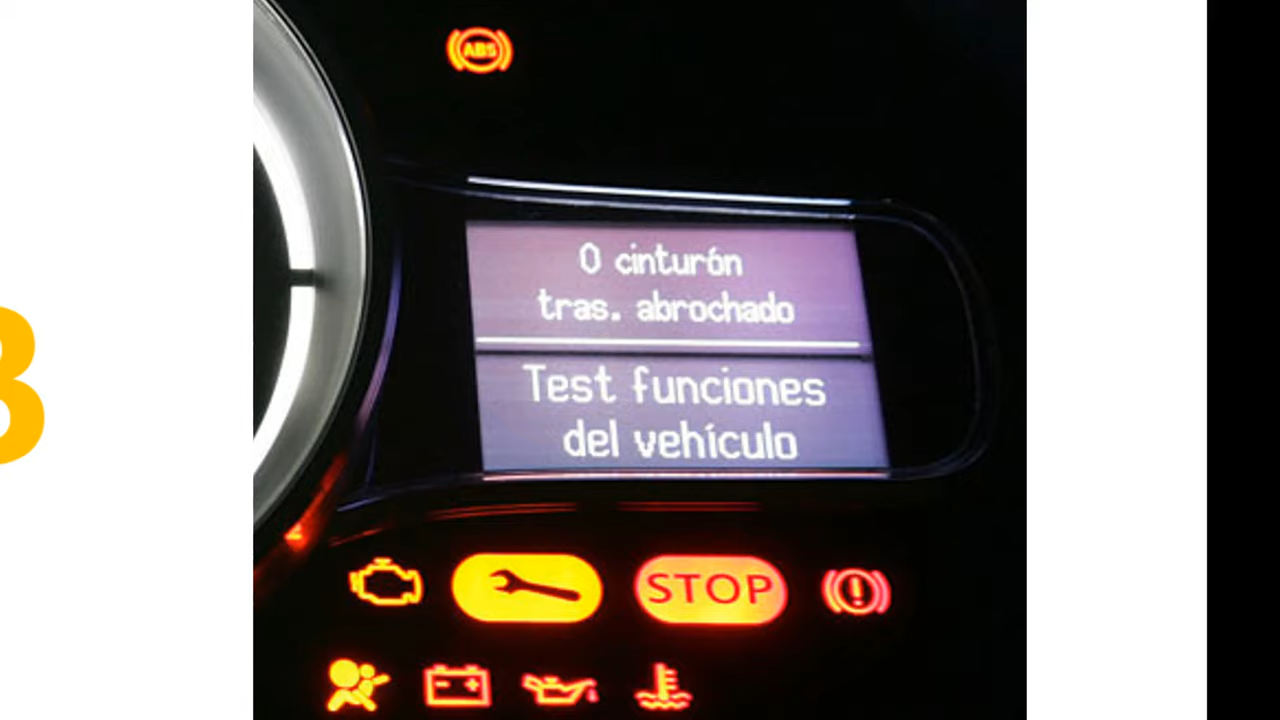 ABS
0 cinturón
tras. abrochado
Test funciones
del vehículo
STOP